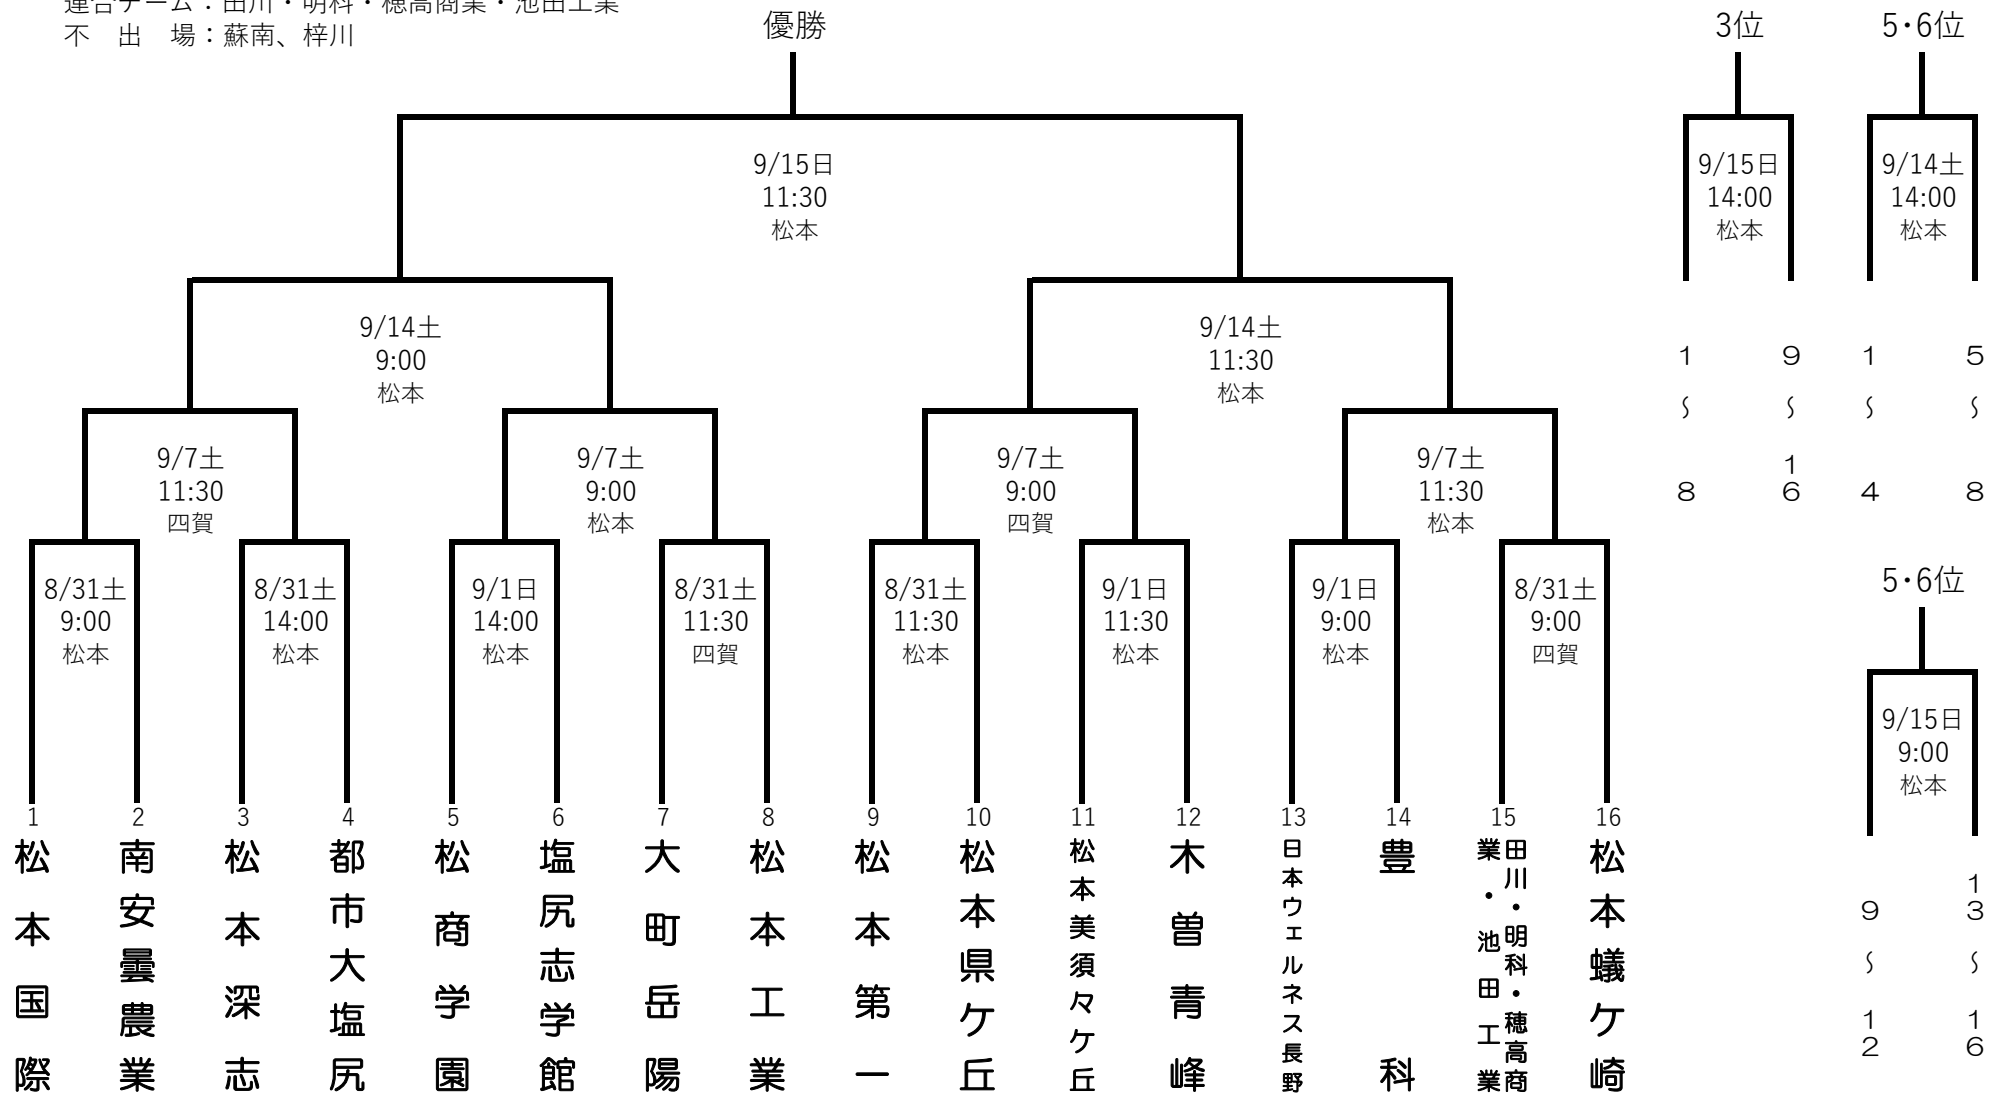 連合チーム：田川・明科・穂高商業・池田工業
不　出　場：蘇南、梓川
優勝
3位
5・6位
9/15日
11:30
松本
9/15日
14:00
松本
9/14土
14:00
松本
9/14土
9:00
松本
9/14土
11:30
松本
1～8
9～16
1～4
5～8
9/7土
11:30
四賀
9/7土
9:00
松本
9/7土
9:00
四賀
9/7土
11:30
松本
8/31土
9:00
松本
8/31土
14:00
松本
9/1日
14:00
松本
8/31土
11:30
四賀
8/31土
11:30
松本
9/1日
11:30
松本
9/1日
9:00
松本
8/31土
9:00
四賀
5・6位
9/15日
9:00
松本
9～12
13～16
1
松本国際
2
南安曇農業
3
松本深志
4
都市大塩尻
5
松商学園
6
塩尻志学館
7
大町岳陽
8
松本工業
9
松本第一
10
松本県ケ丘
11
松本美須々ケ丘
12
木曽青峰
13
日本ウェルネス長野
14
豊科
15
田川・明科・穂高商
業・池田工業
16
松本蟻ケ崎